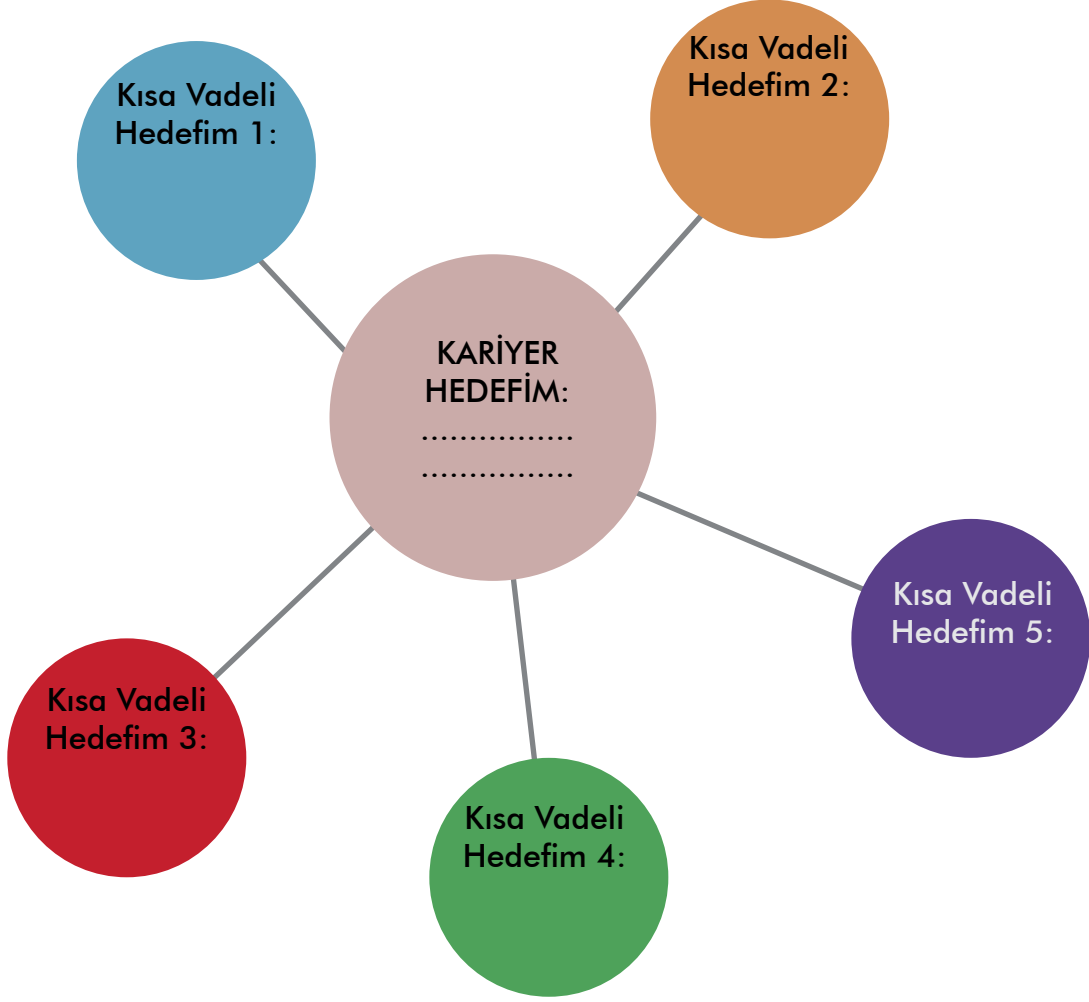 Kısa Vadeli
Hedefim 1:
Kısa Vadeli
Hedefim 2:
KARİYER
HEDEFİM:
................
................
Kısa Vadeli
Hedefim 3:
Kısa Vadeli
Hedefim 4:
Kısa Vadeli
Hedefim 5: